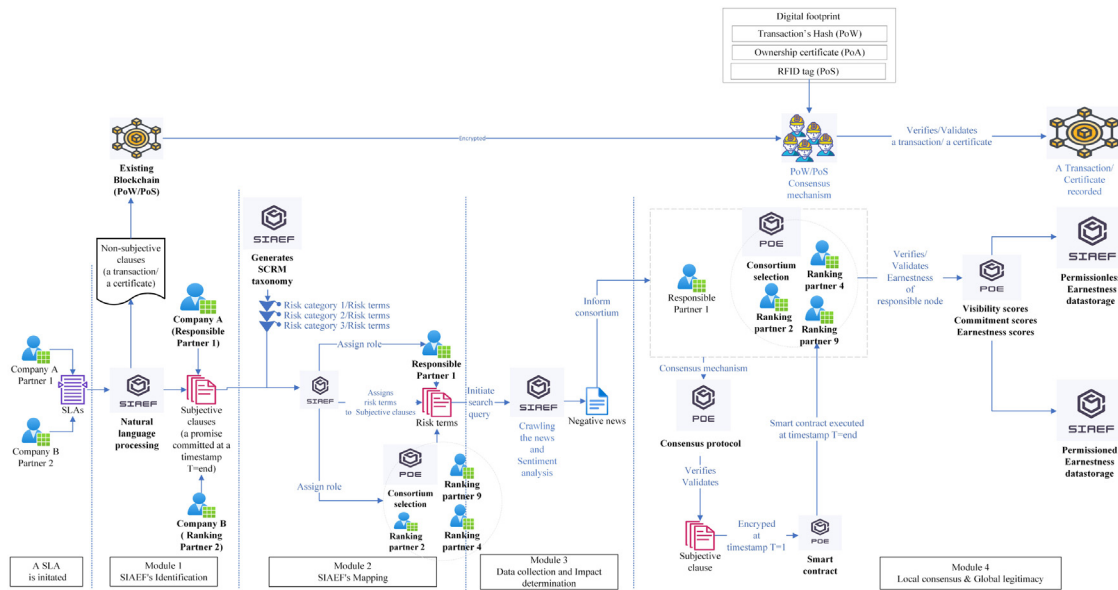 Digital footprint
Transaction's Hash (PoW)
Ownership certificate (PoA)
RFID tag (PoS)
Existing
Blockchain
(PoW/PoS)
Encrypted
PoW/PoS
Consensus
mechanism
Verifies/Validates
a transaction/ a certificate
A Transaction/
Certificate
recorded
Company A
Partner 1
Company B
Partner 2
SLAs
A SLA
is initated
Non-subjective
clauses
(a transaction/
a certificate)
SIAEF
Natural
language
processing
Company A
(Responsible
Partner 1)
Subjective
clauses
(a promise
committed at a
timestamp
T=end)
Company B
( Ranking
Partner 2)
Module 1
SIAEF's Identification
SIAEF
Generates
SCRM
taxonomy
Risk category 1/Risk terms
Risk category 2/Risk terms
Risk category 3/Risk terms
Assign role
Responsible
Partner 1
SIAEF
Assigns
risk terms
to Subjective clauses
Risk terms
Assign role
POE
Consortium
selection
Ranking
partner 9
Ranking
partner 2
Ranking
partner 4
Module 2
SIAEF's Mapping
Initiate
search
query
SIAEF
Crawling
the news
and
Sentiment
analysis
Negative news
Inform
consortium
Module 3
Data collection and Impact
determination
Responsible
Partner 1
POE
Consortium
selection
Ranking
partner 4
Ranking
partner 2
Ranking
partner 9
Consensus mechanism
POE
Consensus protocol
Verifies
Validates
Subjective
clause
Encryped
at
timestamp T=1
POE
Smart
contract
Smart contract executed
at timestamp T=end
Verifies/
Validates
Earnestness of
responsible node
POE
Visibility scores
Commitment scores
Earnestness scores
SIAEF
Permissionless
Earnestness
datastorage
SIAEF
Permissioned
Earnestness
datastorage
Module 4
Local consensus & Global legitimacy